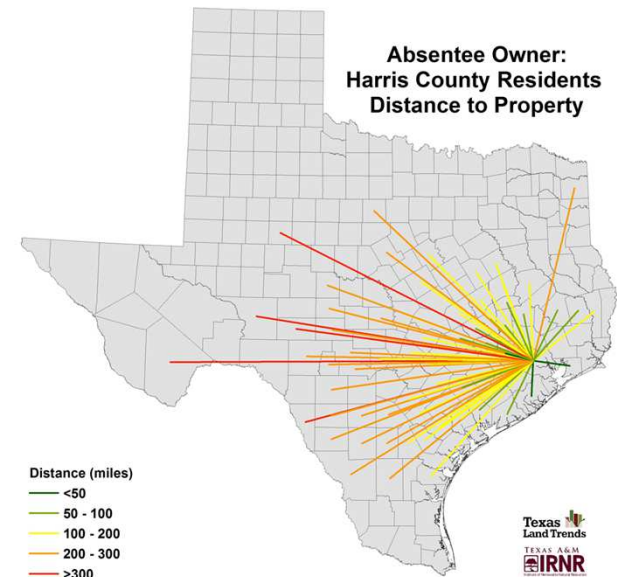 Absentee Owner:
Harris County Residents
Distance to Property
Distance (miles)
<50
50 - 100
100 - 200
200 - 300
>300
Texas
Land Trends
TEXAS A&M
IRNR